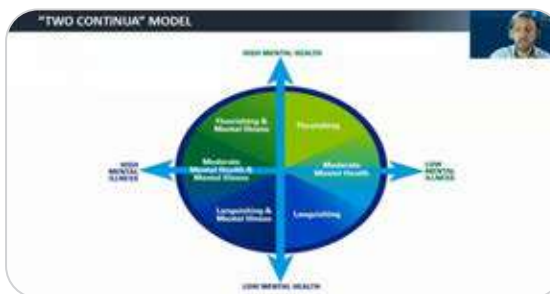 "TWO CONTINUA" MODEL
HIGH MENTAL HEALTH
Flourishing &
Mental Illness
Flourishing
HIGH
MENTAL
ILLNESS
Moderate
Mental Health &
Mental Illness
Moderate
Mental Health
LOW
MENTAL
ILLNESS
Languishing &
Mental Illness
Languishing
LOW MENTAL HEALTH